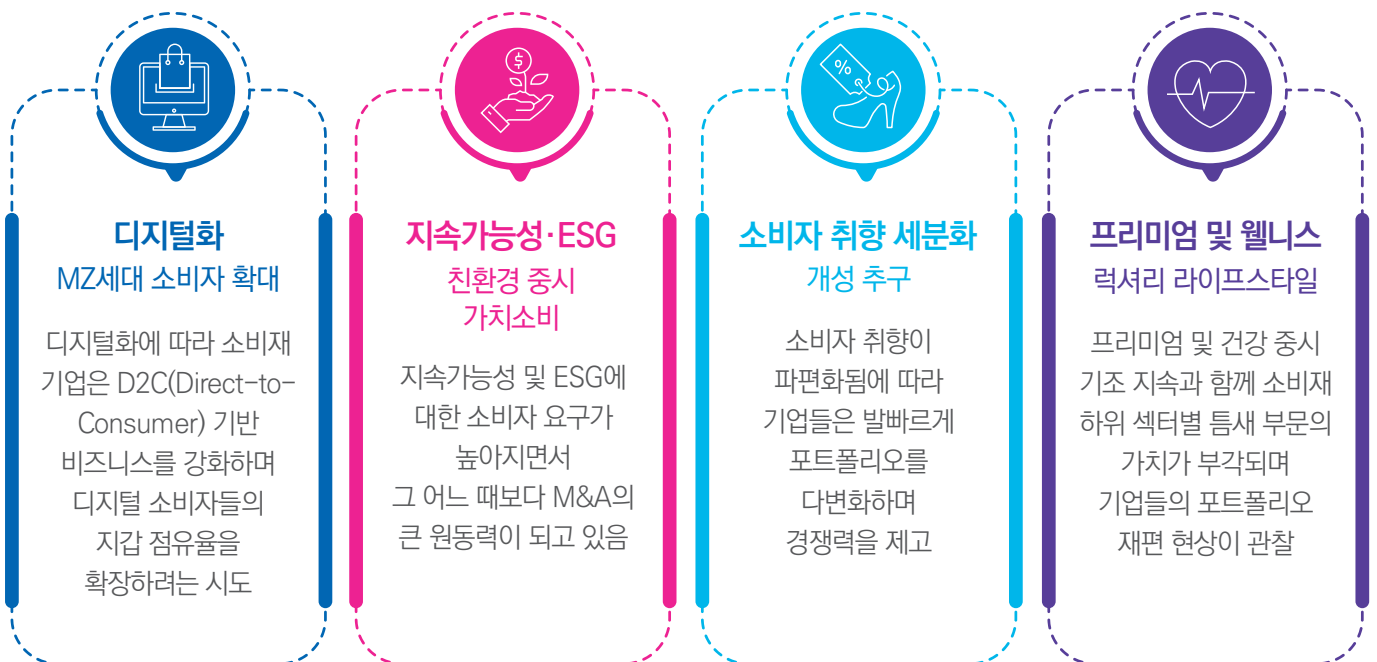 디지털화
MZ세대 소비자 확대
디지털화에 따라 소비재
기업은 D2C(Direct-to-
Consumer) 기반
비즈니스를 강화하며
디지털 소비자들의
지갑 점유율을
확장하려는 시도
$
지속가능성·ESG
친환경 중시
가치소비
지속가능성 및 ESG에
대한 소비자 요구가
높아지면서
그 어느 때보다 M&A의
큰 원동력이 되고 있음
%
소비자 취향 세분화
개성 추구
소비자 취향이
파편화됨에 따라
기업들은 발빠르게
포트폴리오를
다변화하며
경쟁력을 제고
프리미엄 및 웰니스
럭셔리 라이프스타일
프리미엄 및 건강 중시
기조 지속과 함께 소비재
하위 섹터별 틈새 부문의
가치가 부각되며
기업들의 포트폴리오
재편 현상이 관찰